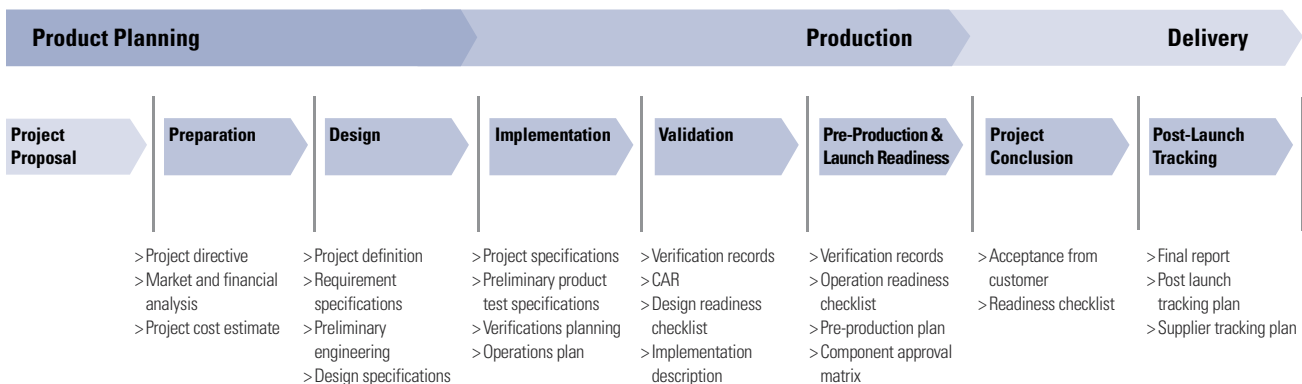 Product Planning
Production
Delivery
Project
Proposal
Preparation
Design
Implementation
Validation
Pre-Production &
Launch Readiness
Project
Conclusion
Post-Launch
Tracking
>Project directive
>Market and financial
analysis
>Project cost estimate
>Project definition
>Requirement
specifications
>Preliminary
engineering
>Design specifications
>Project specifications
>Preliminary product
test specifications
>Verifications planning
>Operations plan
>Verification records
>CAR
>Design readiness
checklist
>Implementation
description
>Verification records
>Operation readiness
checklist
>Pre-production plan
>Component approval
matrix
>Acceptance from
customer
>Readiness checklist
>Final report
>Post launch
tracking plan
>Supplier tracking plan